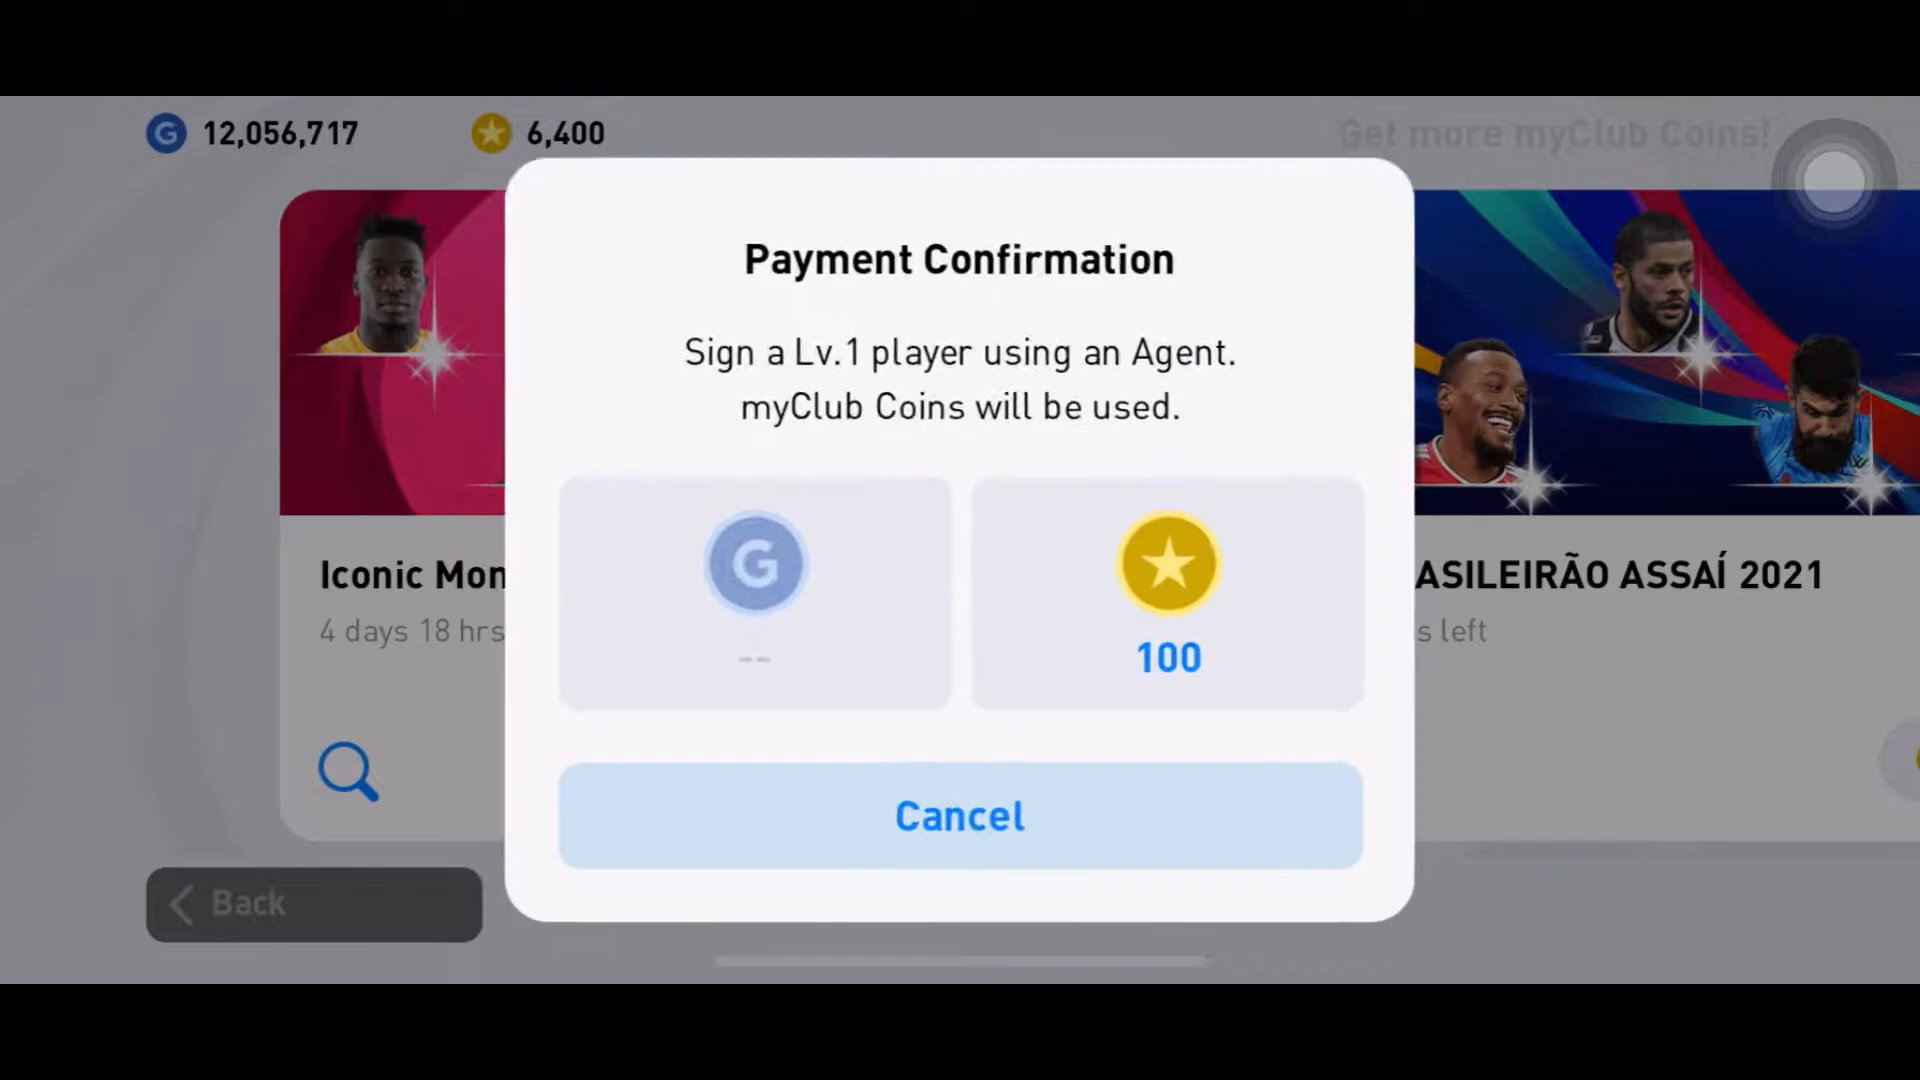 G 12,056,717
6,400
Get more myClub Coins!
Payment Confirmation
Sign a Lv.1 player using an Agent.
myClub Coins will be used.
G
--
100
Cancel
Iconic Mom
4 days 18 hrs
ASILEIRÃO ASSAÍ 2021
s left
Back